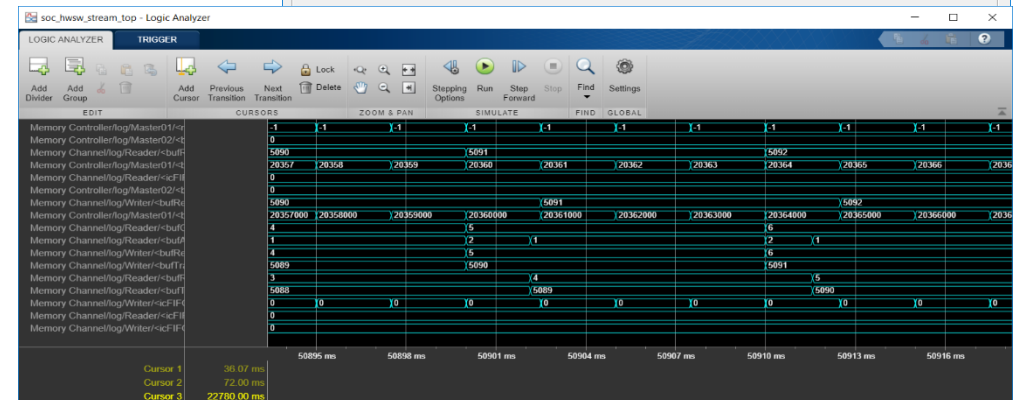 soc_hwsw_stream_top - Logic Analyzer
LOGIC ANALYZER TRIGGER
Add Divider Add Group Add Cursor Previous Transition Next Transition Lock Delete Stepping Options Run Step Forward Stop Find Settings
EDIT CURSORS ZOOM & PAN SIMULATE FIND GLOBAL
Memory Controller/log/Master01/< -1 -1 -1 -1 -1 -1 -1 -1 -1 -1 -1
Memory Controller/log/Master02/< 0
Memory Channel/log/Reader/<buf 5090 5091 5092
Memory Controller/log/Master01/< 20357 20358 20359 20360 20361 20362 20363 20364 20365 20366
Memory Channel/log/Reader/<icFI 0
Memory Controller/log/Master02/< 0
Memory Channel/log/Writer/<bufRe 5090 5091 5092
Memory Controller/log/Master01/< 20357000 20358000 20359000 20360000 20361000 20362000 20363000 20364000 20365000 20366000
Memory Channel/log/Reader/<buf 4 5 6
Memory Channel/log/Reader/<buf 1 2 1 2 1
Memory Channel/log/Writer/<bufRe 4 5 6
Memory Channel/log/Writer/<bufTr 5089 5090 5091
Memory Channel/log/Reader/<buf 3 4 5
Memory Channel/log/Reader/<buf 5088 5089 5090
Memory Channel/log/Writer/<icFIF 0 0 0 0 0 0 0 0 0 0 0
Memory Channel/log/Reader/<icFI 0
Memory Channel/log/Writer/<icFIF 0
50895 ms 50898 ms 50901 ms 50904 ms 50907 ms 50910 ms 50913 ms 50916 ms
Cursor 1 36.07 ms
Cursor 2 72.00 ms
Cursor 3 22780.00 ms